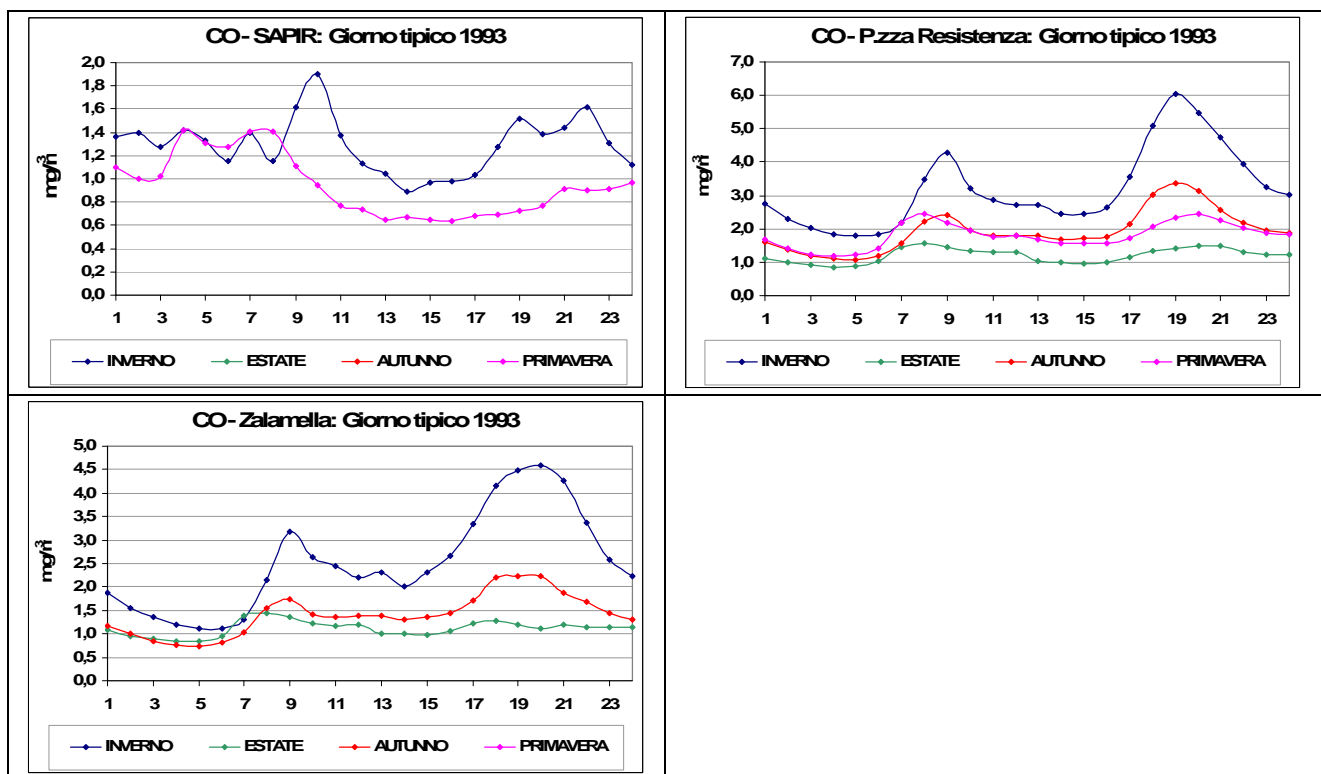 CO - SAPIR: Giorno tipico 1993
2,0
1,8
1,6
1,4
1,2
1,0
0,8
0,6
0,4
0,2
0,0
mg/m³
1 3 5 7 9 11 13 15 17 19 21 23
INVERNO ESTATE AUTUNNO PRIMAVERA
CO - P.zza Resistenza: Giorno tipico 1993
7,0
6,0
5,0
4,0
3,0
2,0
1,0
0,0
mg/m³
1 3 5 7 9 11 13 15 17 19 21 23
INVERNO ESTATE AUTUNNO PRIMAVERA
CO - Zalamella: Giorno tipico 1993
5,0
4,5
4,0
3,5
3,0
2,5
2,0
1,5
1,0
0,5
0,0
mg/m³
1 3 5 7 9 11 13 15 17 19 21 23
INVERNO ESTATE AUTUNNO PRIMAVERA